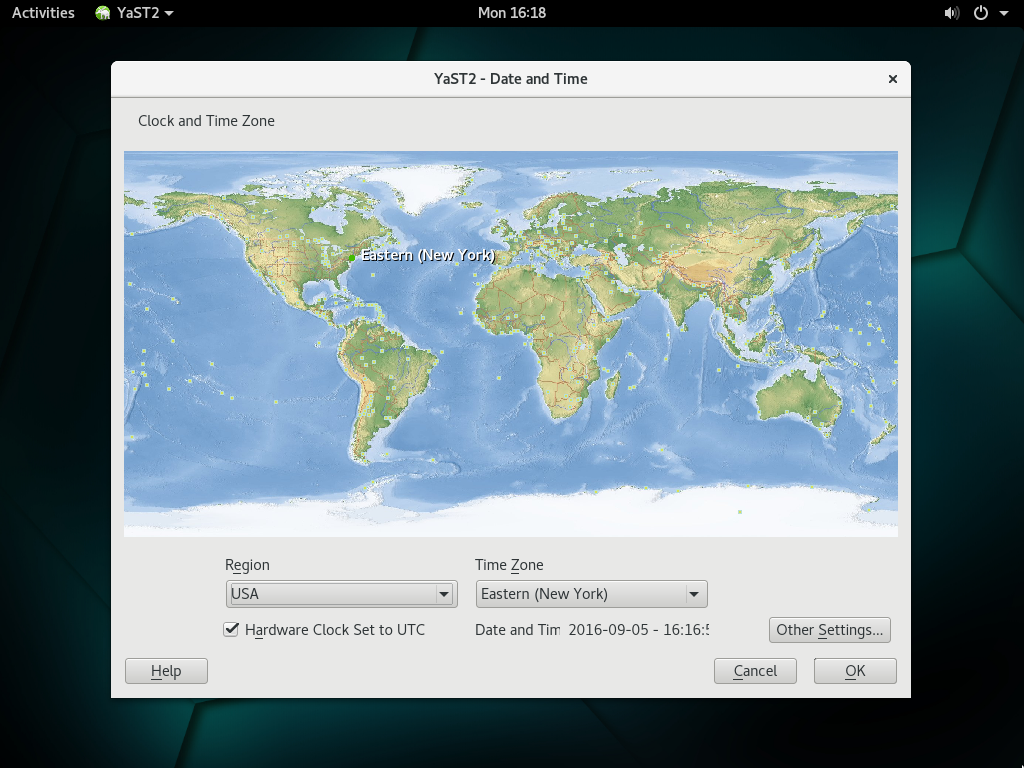 Activities YaST2 Mon 16:18
YaST2 - Date and Time
Clock and Time Zone
Eastern (New York)
Region Time Zone
USA Eastern (New York)
Hardware Clock Set to UTC Date and Tim 2016-09-05 - 16:16:5 Other Settings...
Help Cancel OK